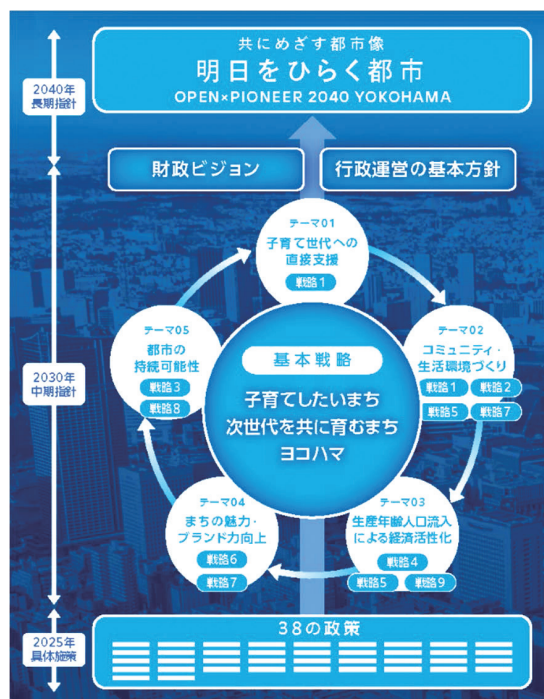 共にめざす都市像
明日をひらく都市
OPEN×PIONEER 2040 YOKOHAMA
2040年
長期指針
財政ビジョン
行政運営の基本方針
テーマ01
子育て世代への
直接支援
戦略1
テーマ05
都市の
持続可能性
戦略3
戦略8
テーマ02
コミュニティ・
生活環境づくり
戦略1 戦略2
戦略5 戦略7
基本戦略
子育てしたいまち
次世代を共に育むまち
ヨコハマ
2030年
中期指針
テーマ04
まちの魅力・
ブランド力向上
戦略6
戦略7
テーマ03
生産年齢人口流入
による経済活性化
戦略4
戦略5 戦略9
2025年
具体施策
38の政策